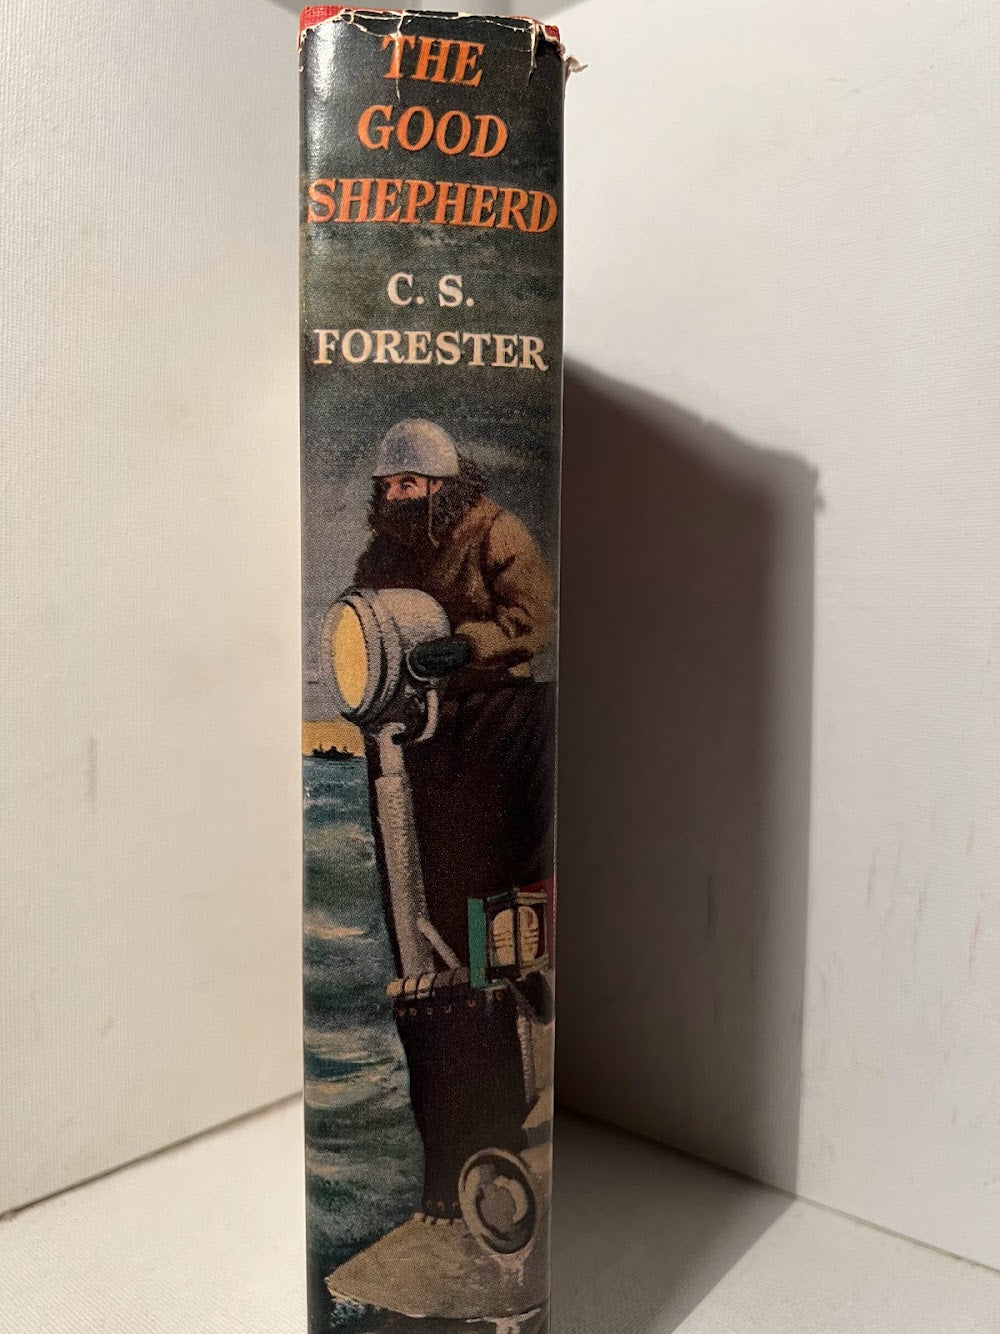 THE
GOOD
SHEPHERD
C. S.
FORESTER